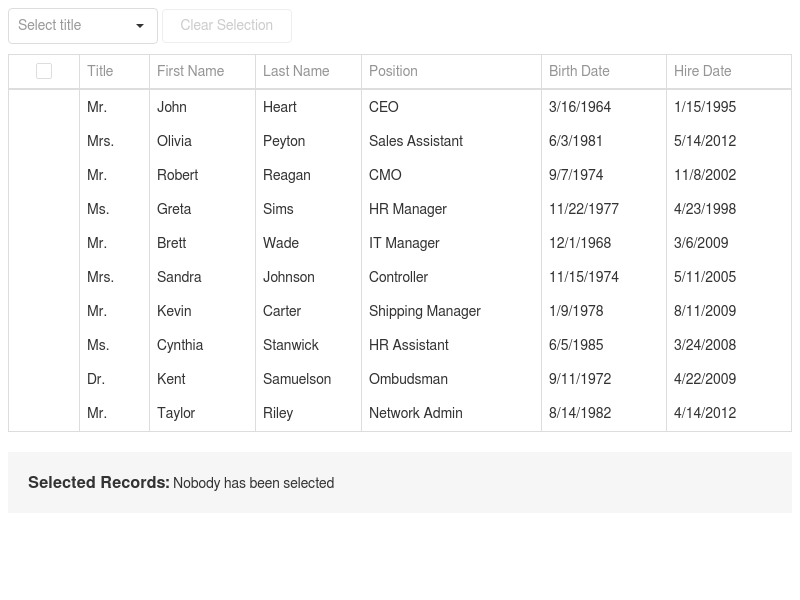 Select title
Clear Selection
Title First Name Last Name Position Birth Date Hire Date
Mr. John Heart CEO 3/16/1964 1/15/1995
Mrs. Olivia Peyton Sales Assistant 6/3/1981 5/14/2012
Mr. Robert Reagan CMO 9/7/1974 11/8/2002
Ms. Greta Sims HR Manager 11/22/1977 4/23/1998
Mr. Brett Wade IT Manager 12/1/1968 3/6/2009
Mrs. Sandra Johnson Controller 11/15/1974 5/11/2005
Mr. Kevin Carter Shipping Manager 1/9/1978 8/11/2009
Ms. Cynthia Stanwick HR Assistant 6/5/1985 3/24/2008
Dr. Kent Samuelson Ombudsman 9/11/1972 4/22/2009
Mr. Taylor Riley Network Admin 8/14/1982 4/14/2012
Selected Records: Nobody has been selected